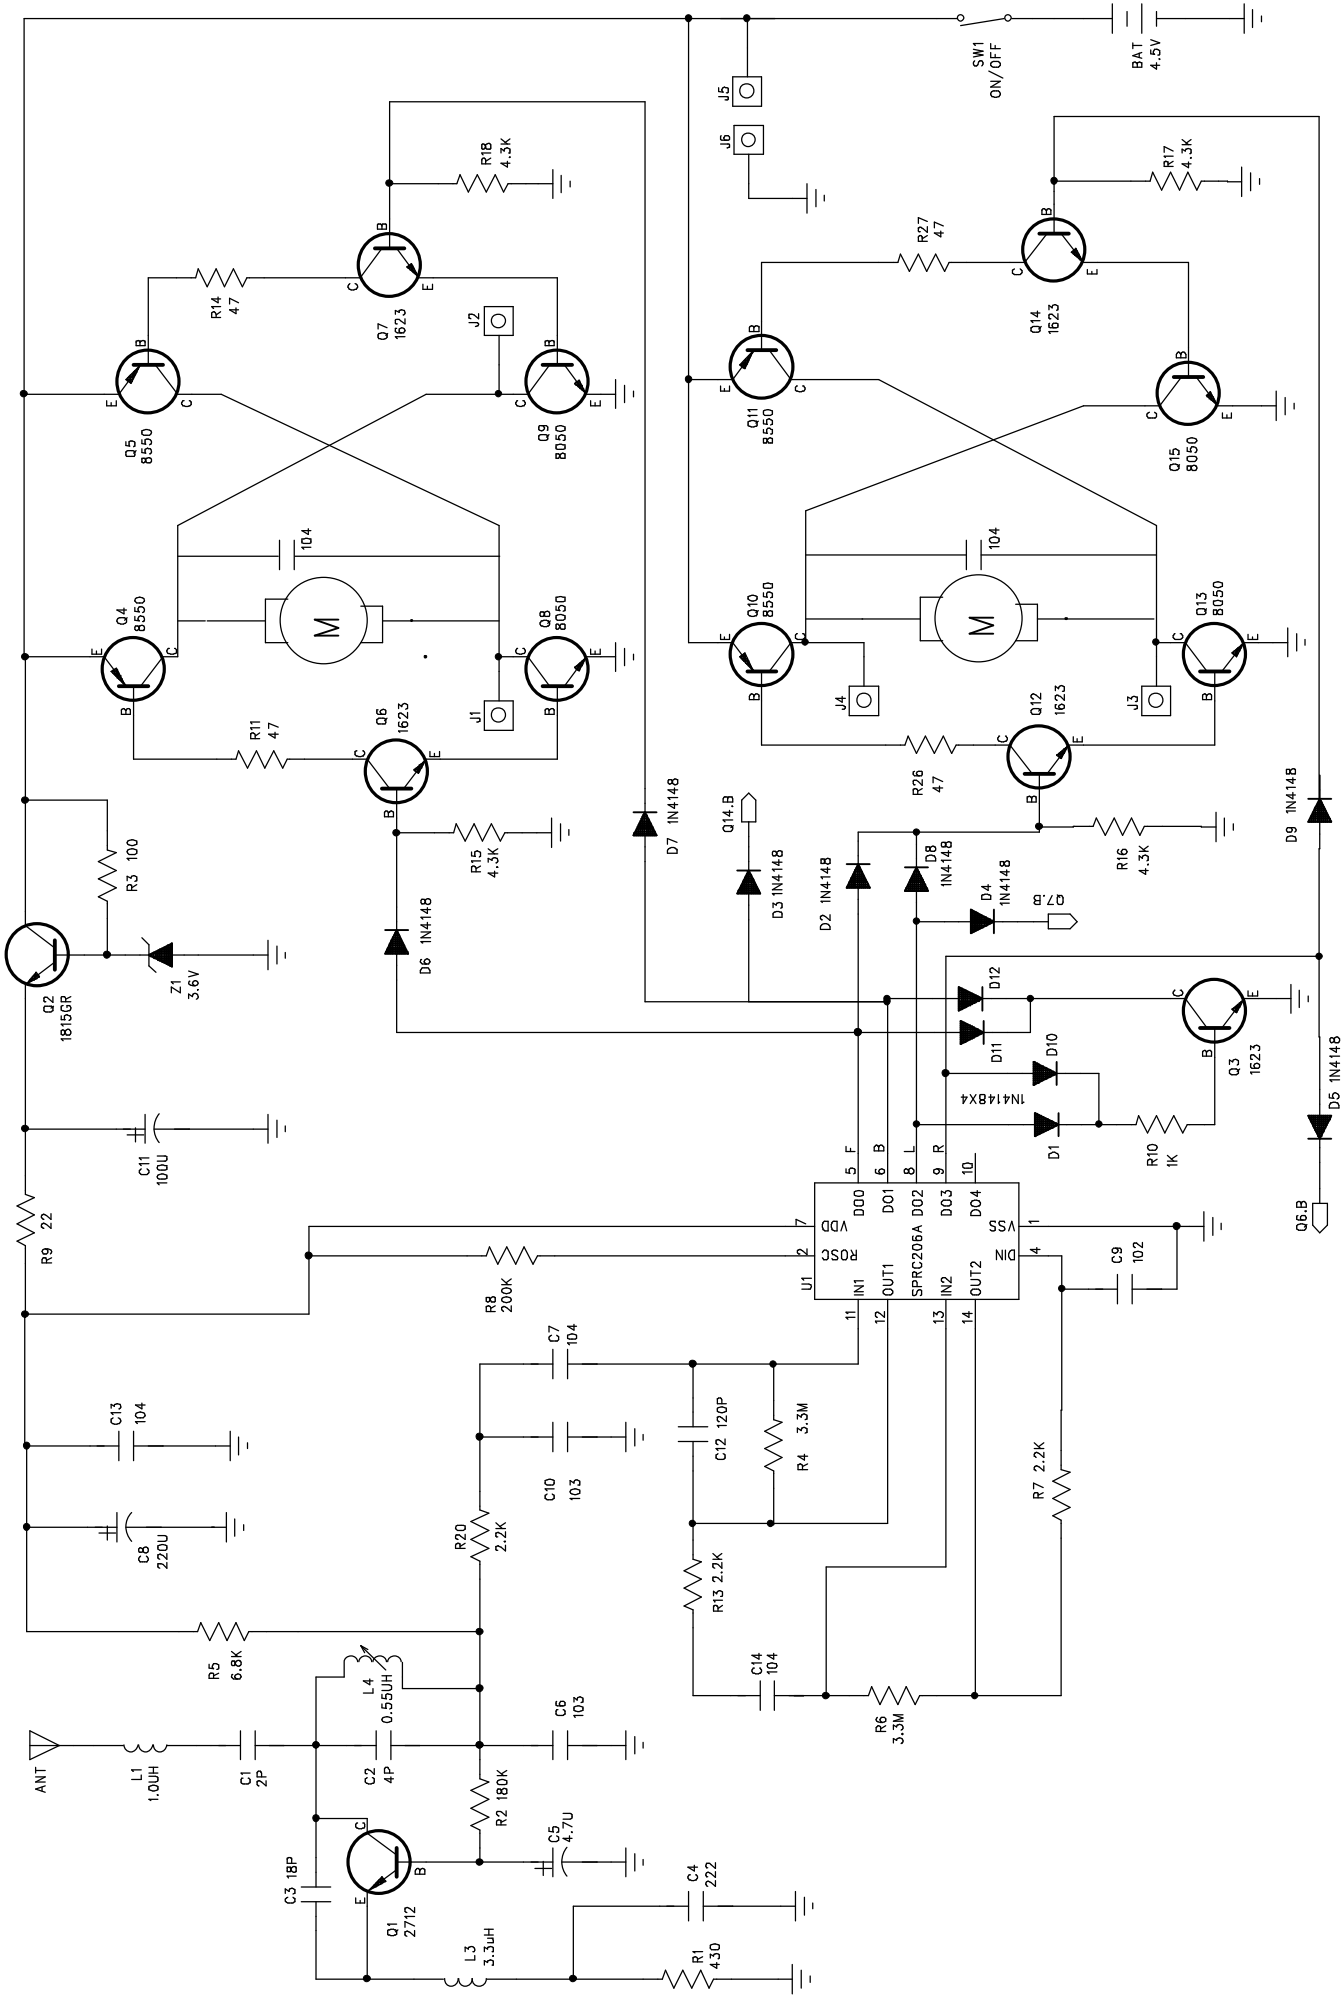 ANT
L1
1.0UH
C1
2P
C2
4P
L4
0.55UH
C3 18P
Q1
2712
E
C
B
L3
3.3uH
R1
430
C4
222
C5
4.7U
R2 180K
C6
103
R5
6.8K
R20
2.2K
C8
220U
C13
104
C10
103
C7
104
C12 120P
R4 3.3M
R13 2.2K
C14
104
R6
3.3M
R7 2.2K
C9
102
R8
200K
R9 22
C11
100U
Q2
1815GR
Z1
3.6V
R3 100
U1
SPRC206A
IN1
OUT1
IN2
OUT2
11
12
13
14
ROSC
VDD
2
7
DIN
VSS
4
1
DO0
DO1
DO2
DO3
DO4
5 F
6 B
8 L
9 R
10
D1
D10
1N4148X4
D11
D12
R10
1K
Q3
1623
B
C
E
D5 1N4148
Q6.B
D6 1N4148
D7 1N4148
D3 1N4148
Q14.B
D2 1N4148
D8
1N4148
D4
1N4148
Q7.B
D9 1N4148
R15
4.3K
R16
4.3K
Q6
1623
B
C
E
R11
47
Q4
8550
B
E
C
Q8
8050
B
C
E
J1
M
104
Q5
8550
E
B
C
Q9
8050
C
B
E
J2
R14
47
Q7
1623
C
B
E
R18
4.3K
Q10
8550
B
E
C
J4
R26
47
Q12
1623
B
C
E
J3
Q13
8050
B
C
E
M
104
Q11
8550
E
B
C
Q15
8050
C
B
E
R27
47
Q14
1623
C
B
E
R17
4.3K
J5
J6
SW1
ON/OFF
BAT
4.5V